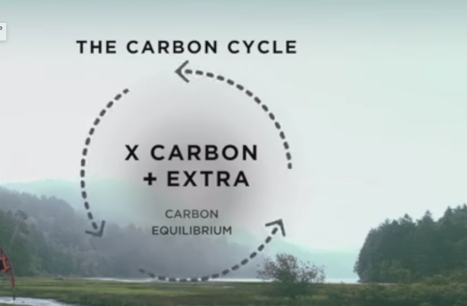 THE CARBON CYCLE
X CARBON
+ EXTRA
CARBON
EQUILIBRIUM